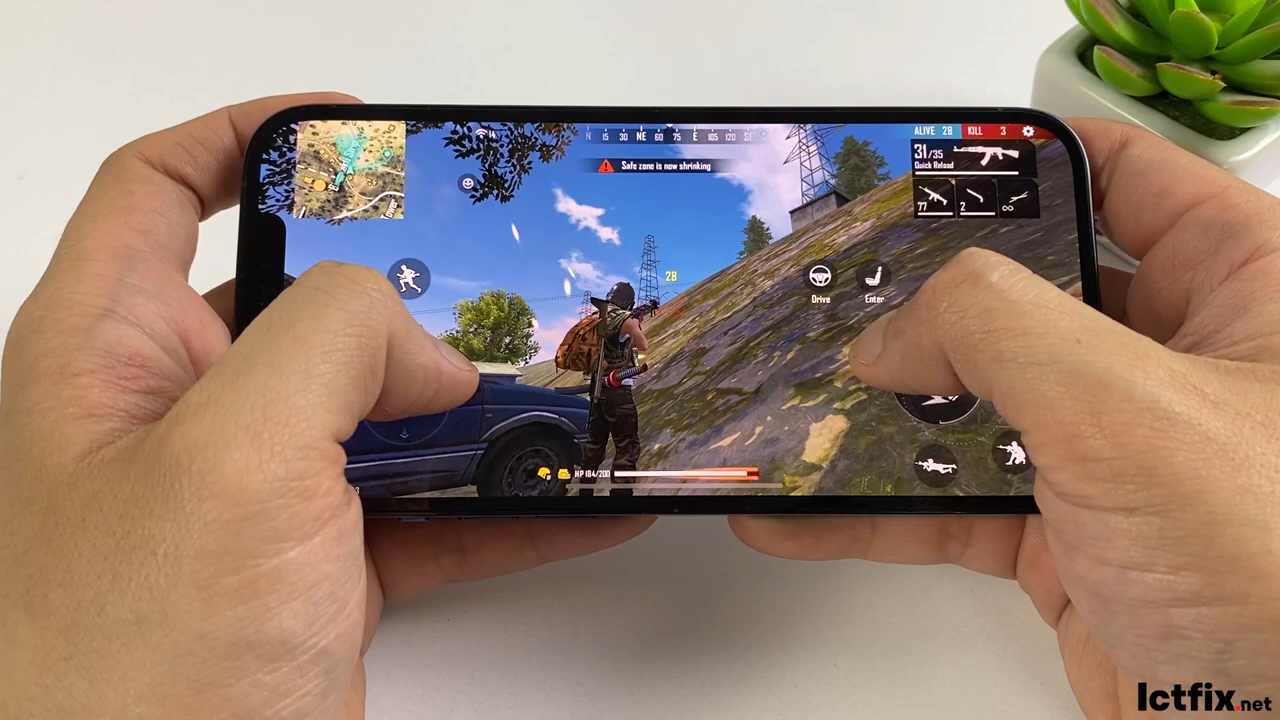 14
N 15 30 NE 60 75 E 105 120 SE
ALIVE 28 KILL 3
Safe zone is now shrinking
31/35
Quick Reload
77 2 ∞
28
Drive Enter
HP 184/200
Ictfix.net